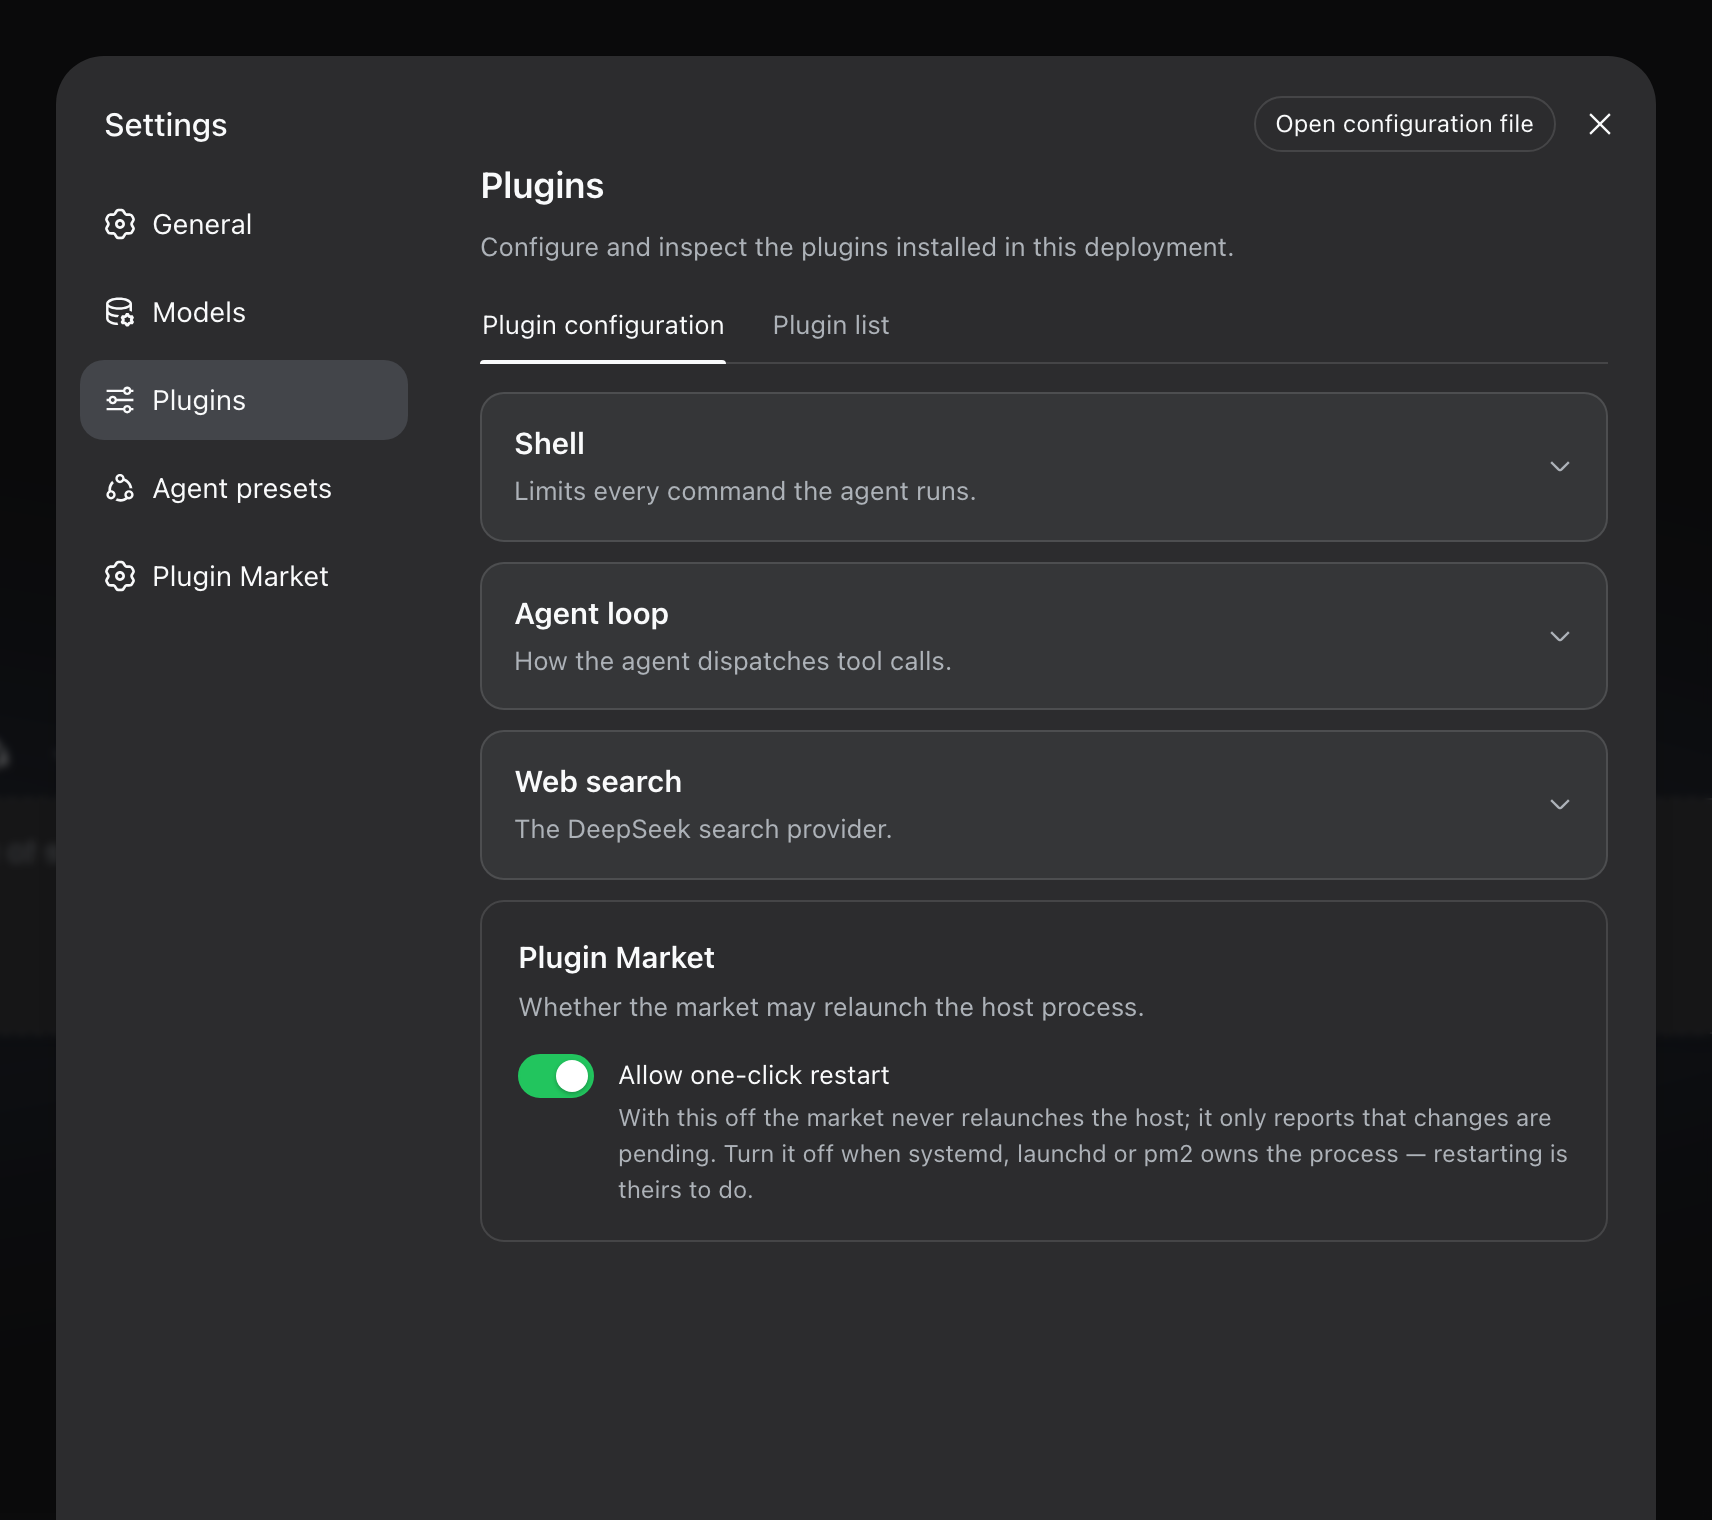 Settings
Open configuration file
General
Models
Plugins
Agent presets
Plugin Market
Plugins
Configure and inspect the plugins installed in this deployment.
Plugin configuration
Plugin list
Shell
Limits every command the agent runs.
Agent loop
How the agent dispatches tool calls.
Web search
The DeepSeek search provider.
Plugin Market
Whether the market may relaunch the host process.
Allow one-click restart
With this off the market never relaunches the host; it only reports that changes are
pending. Turn it off when systemd, launchd or pm2 owns the process — restarting is
theirs to do.